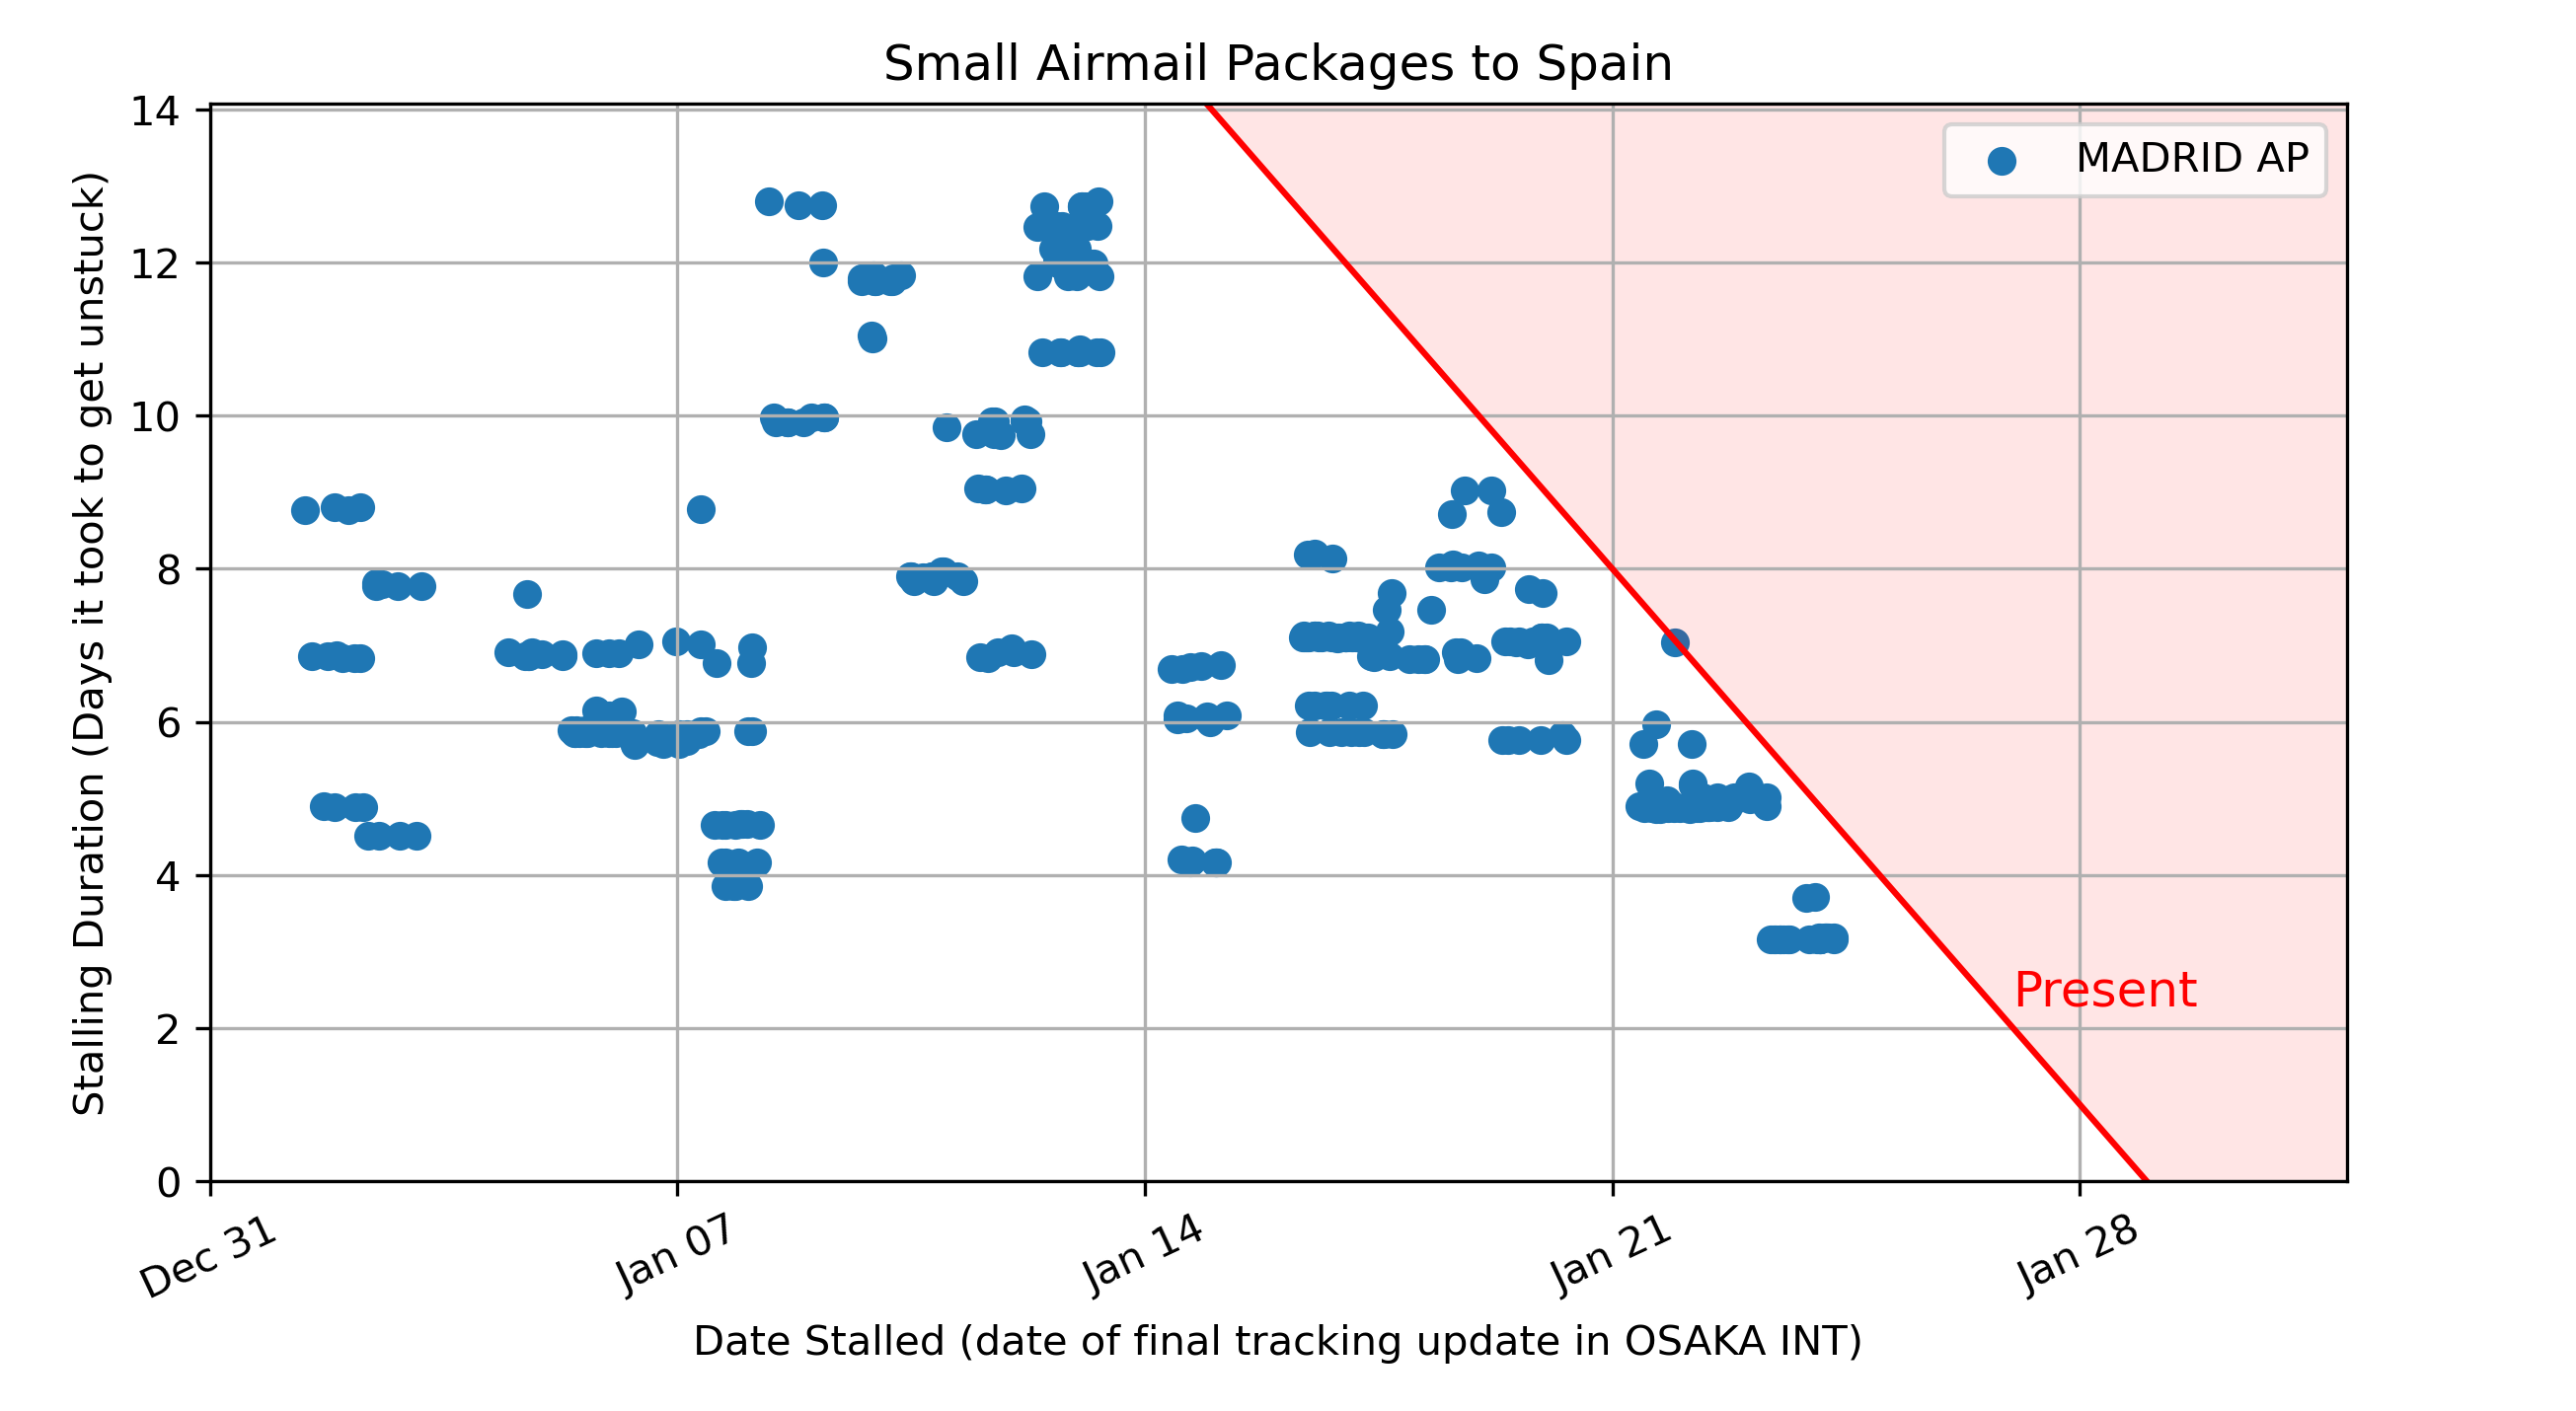 Small Airmail Packages to Spain
MADRID AP
Stalling Duration (Days it took to get unstuck)
14
12
10
8
6
4
2
0
Present
Dec 31
Jan 07
Jan 14
Jan 21
Jan 28
Date Stalled (date of final tracking update in OSAKA INT)